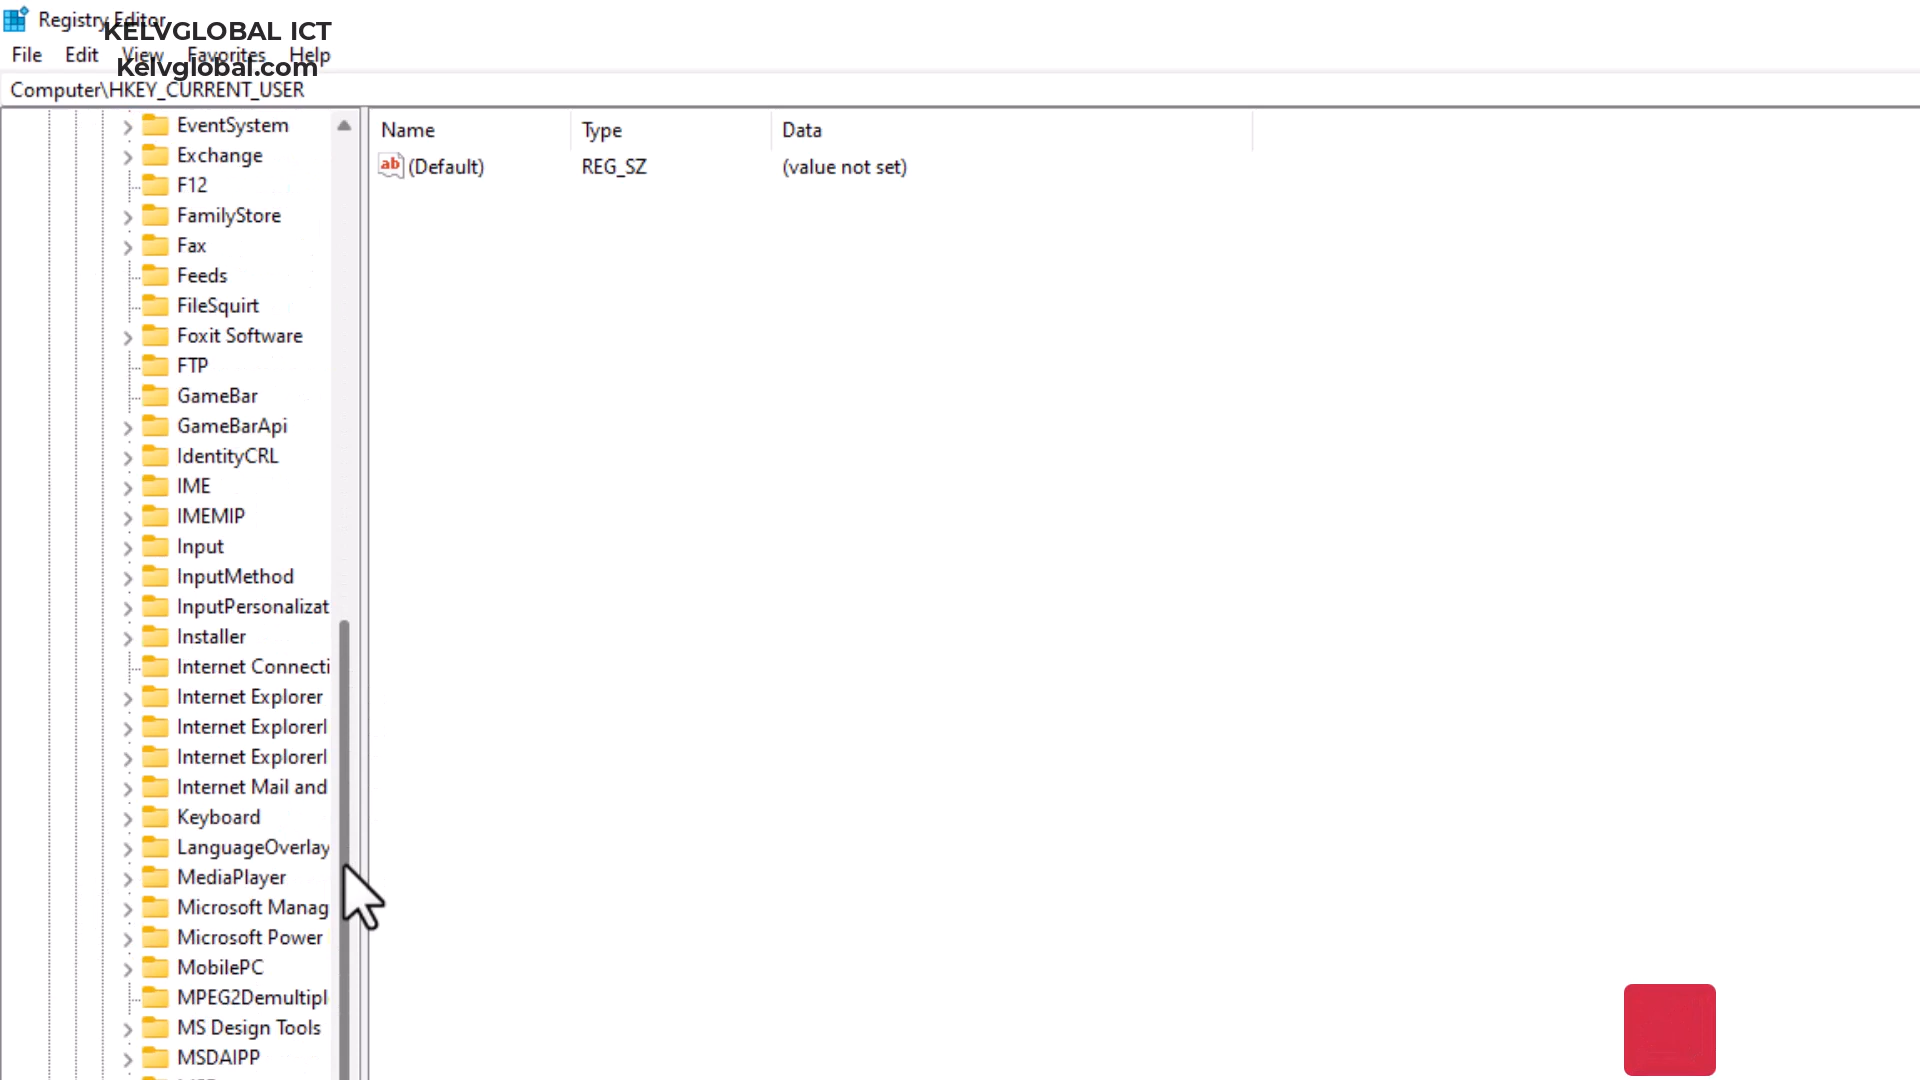 Registry Editor
KELVGLOBAL ICT
File Edit View Favorites Help
Kelvglobal.com
Computer\HKEY_CURRENT_USER
Name Type Data
ab (Default) REG_SZ (value not set)
EventSystem
Exchange
F12
FamilyStore
Fax
Feeds
FileSquirt
Foxit Software
FTP
GameBar
GameBarApi
IdentityCRL
IME
IMEMIP
Input
InputMethod
InputPersonalizat
Installer
Internet Connecti
Internet Explorer
Internet Explorerl
Internet Explorerl
Internet Mail and
Keyboard
LanguageOverlay
MediaPlayer
Microsoft Manag
Microsoft Power
MobilePC
MPEG2Demultipl
MS Design Tools
MSDAIPP